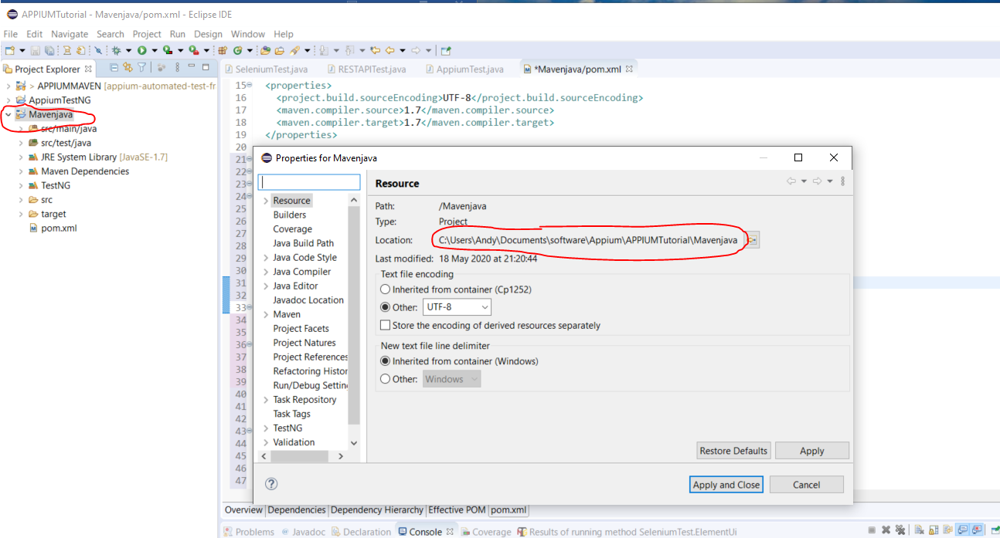 APPIUMTutorial - Mavenjava/pom.xml - Eclipse IDE
File Edit Navigate Search Project Run Design Window Help
Project Explorer
> APPIUMMAVEN [appium-automated-test-fr
AppiumTestNG
Mavenjava
src/main/java
src/test/java
JRE System Library [JavaSE-1.7]
Maven Dependencies
TestNG
src
target
pom.xml
SeleniumTest.java RESTAPITest.java AppiumTest.java *Mavenjava/pom.xml
15 <properties>
16 <project.build.sourceEncoding>UTF-8</project.build.sourceEncoding>
17 <maven.compiler.source>1.7</maven.compiler.source>
18 <maven.compiler.target>1.7</maven.compiler.target>
19 </properties>
20
21
22
23
24
25
26
27
28
29
30
31
32
33
34
35
36
37
38
39
40
41
42
43
44
45
46
47
Properties for Mavenjava
Resource
Builders
Coverage
Java Build Path
Java Code Style
Java Compiler
Java Editor
Javadoc Location
Maven
Project Facets
Project Natures
Project References
Refactoring Histor
Run/Debug Settin
Task Repository
Task Tags
TestNG
Validation
Resource
Path: /Mavenjava
Type: Project
Location: C:\Users\Andy\Documents\software\Appium\APPIUMTutorial\Mavenjava
Last modified: 18 May 2020 at 21:20:44
Text file encoding
Inherited from container (Cp1252)
Other: UTF-8
Store the encoding of derived resources separately
New text file line delimiter
Inherited from container (Windows)
Other: Windows
Restore Defaults Apply
? Apply and Close Cancel
Overview Dependencies Dependency Hierarchy Effective POM pom.xml
Problems @ Javadoc Declaration Console Coverage Results of running method SeleniumTest.ElementUi